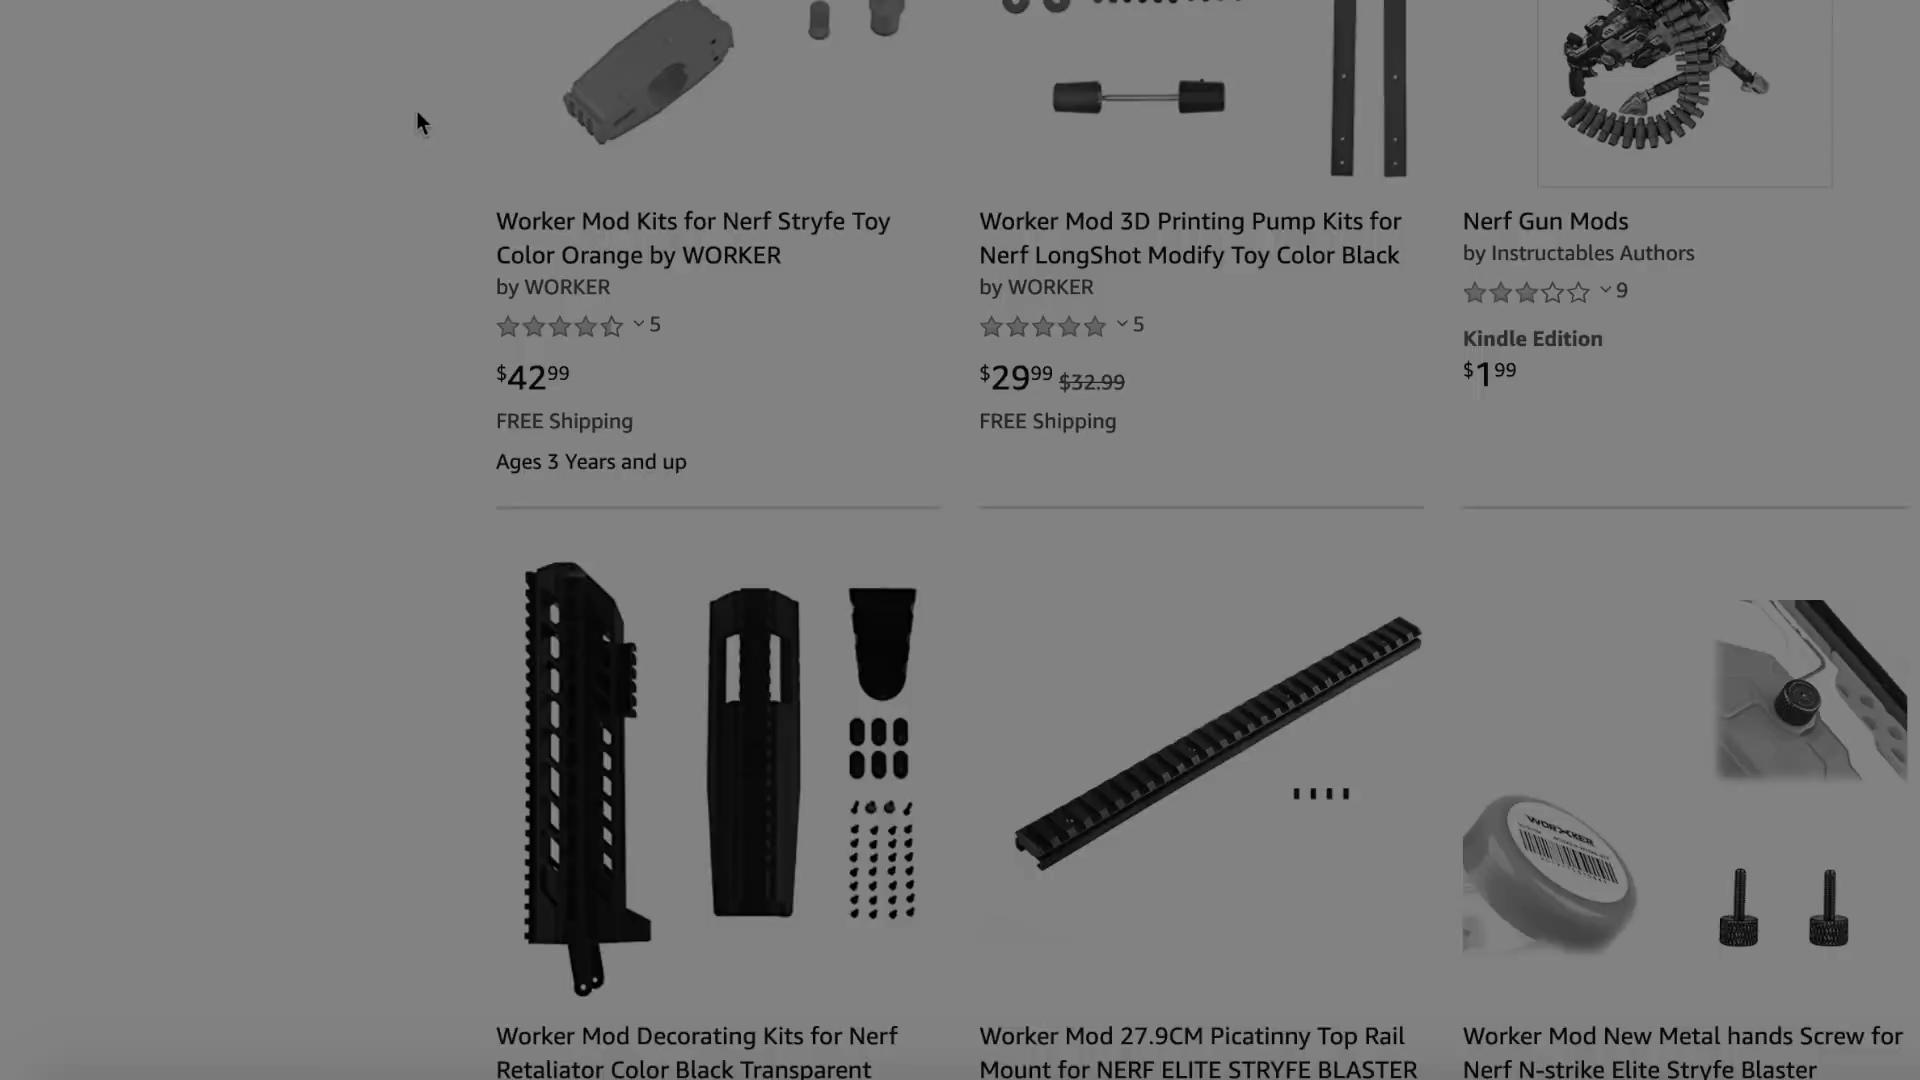 Worker Mod Kits for Nerf Stryfe Toy
Color Orange by WORKER
by WORKER
5
$42.99
FREE Shipping
Ages 3 Years and up
Worker Mod 3D Printing Pump Kits for
Nerf LongShot Modify Toy Color Black
by WORKER
5
$29.99 $32.99
FREE Shipping
Nerf Gun Mods
by Instructables Authors
9
Kindle Edition
$1.99
WORKER
Worker Mod Decorating Kits for Nerf
Retaliator Color Black Transparent
Worker Mod 27.9CM Picatinny Top Rail
Mount for NERF ELITE STRYFE BLASTER
Worker Mod New Metal hands Screw for
Nerf N-strike Elite Stryfe Blaster